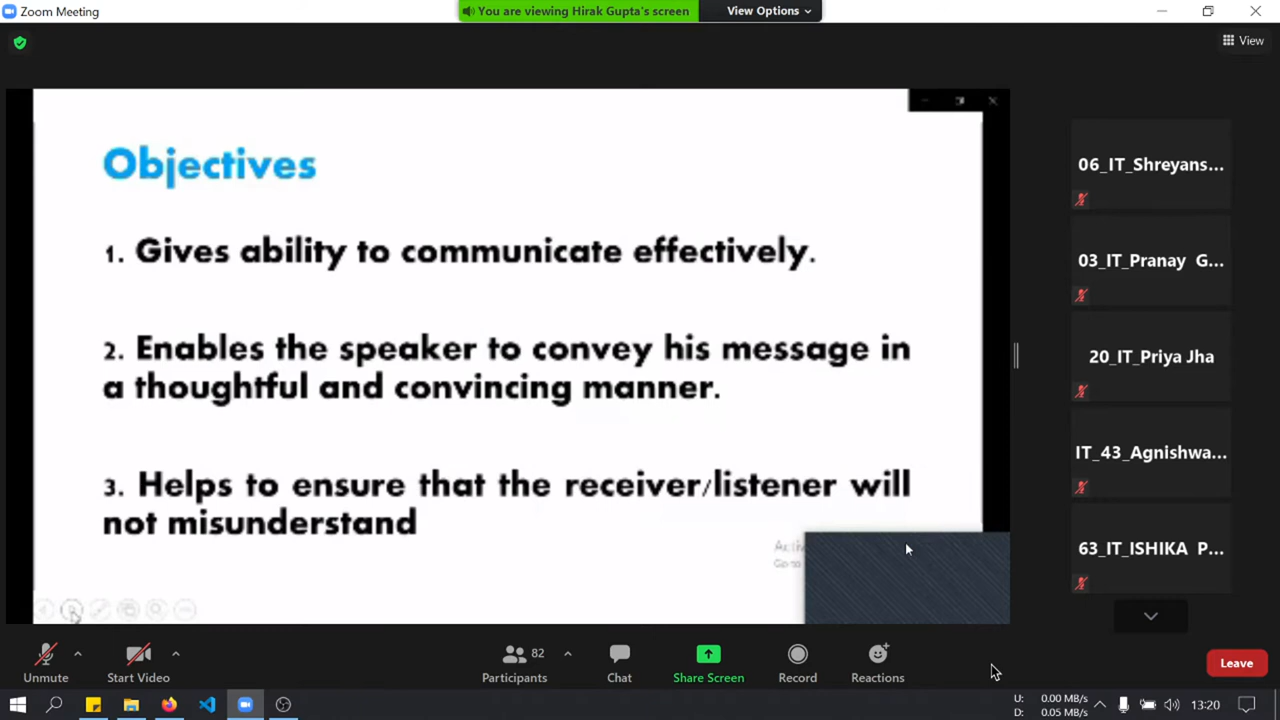 Zoom Meeting
You are viewing Hirak Gupta's screen
View Options
View
Objectives
1. Gives ability to communicate effectively.
2. Enables the speaker to convey his message in
a thoughtful and convincing manner.
3. Helps to ensure that the receiver/listener will
not misunderstand
Go to
06_IT_Shreyans...
03_IT_Pranay G...
20_IT_Priya Jha
IT_43_Agnishwa...
63_IT_ISHIKA P...
Unmute
Start Video
82
Participants
Chat
Share Screen
Record
Reactions
Leave
U: 0.00 MB/s
D: 0.05 MB/s
13:20